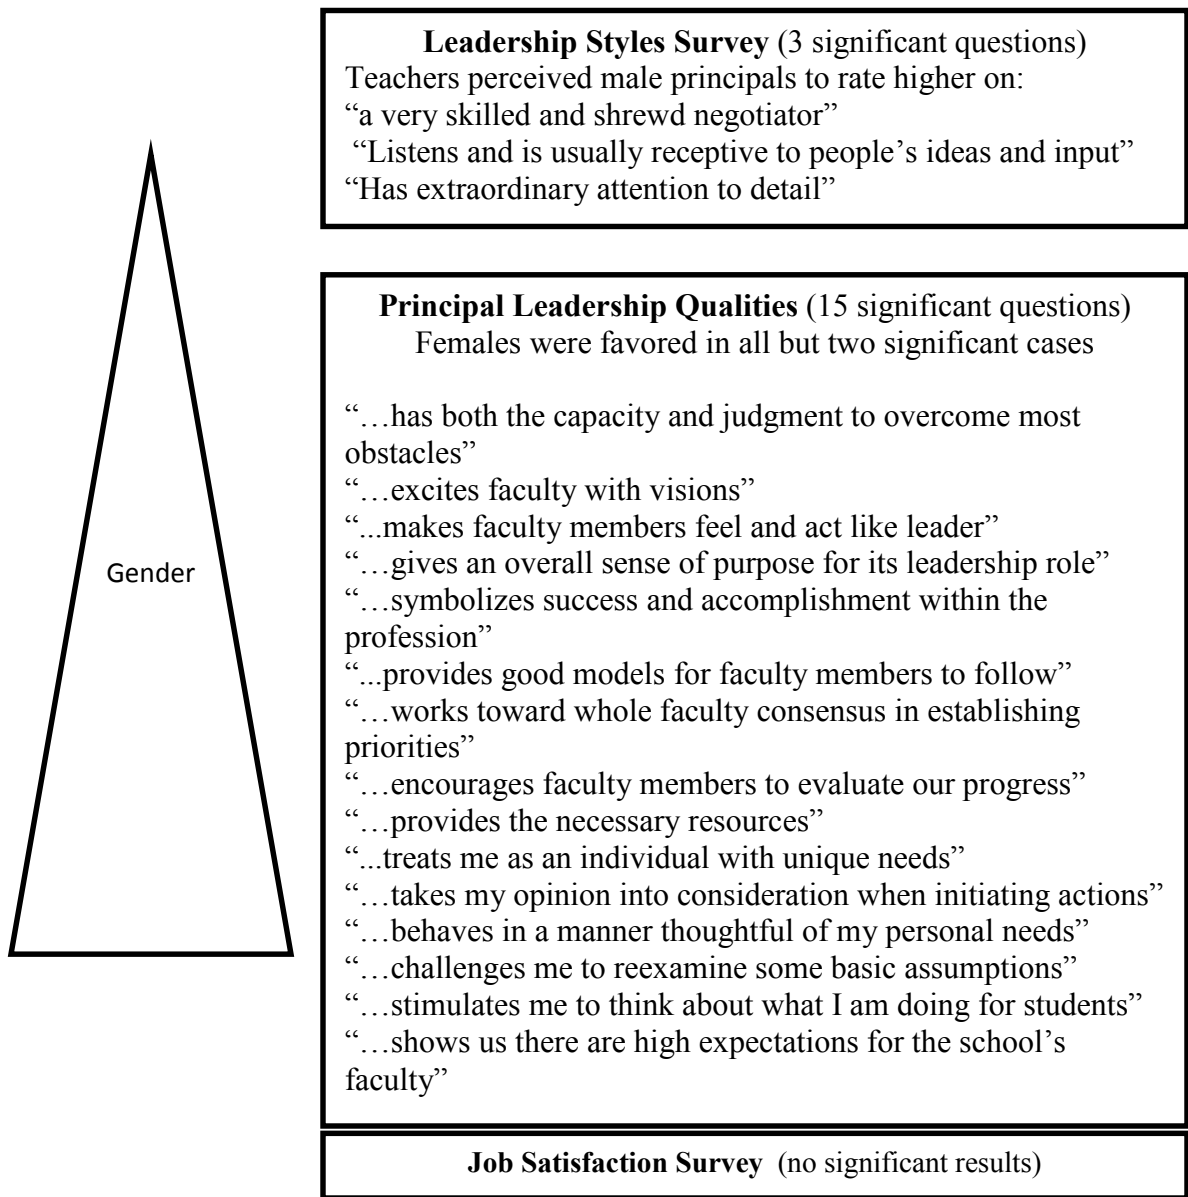 Leadership Styles Survey (3 significant questions)
Teachers perceived male principals to rate higher on:
“a very skilled and shrewd negotiator”
“Listens and is usually receptive to people’s ideas and input”
“Has extraordinary attention to detail”
Principal Leadership Qualities (15 significant questions)
Females were favored in all but two significant cases
“…has both the capacity and judgment to overcome most
obstacles”
“…excites faculty with visions”
“...makes faculty members feel and act like leader”
“…gives an overall sense of purpose for its leadership role”
“…symbolizes success and accomplishment within the
profession”
“...provides good models for faculty members to follow”
“…works toward whole faculty consensus in establishing
priorities”
“…encourages faculty members to evaluate our progress”
“…provides the necessary resources”
“...treats me as an individual with unique needs”
“…takes my opinion into consideration when initiating actions”
“…behaves in a manner thoughtful of my personal needs”
“…challenges me to reexamine some basic assumptions”
“…stimulates me to think about what I am doing for students”
“…shows us there are high expectations for the school’s
faculty”
Job Satisfaction Survey (no significant results)
Gender